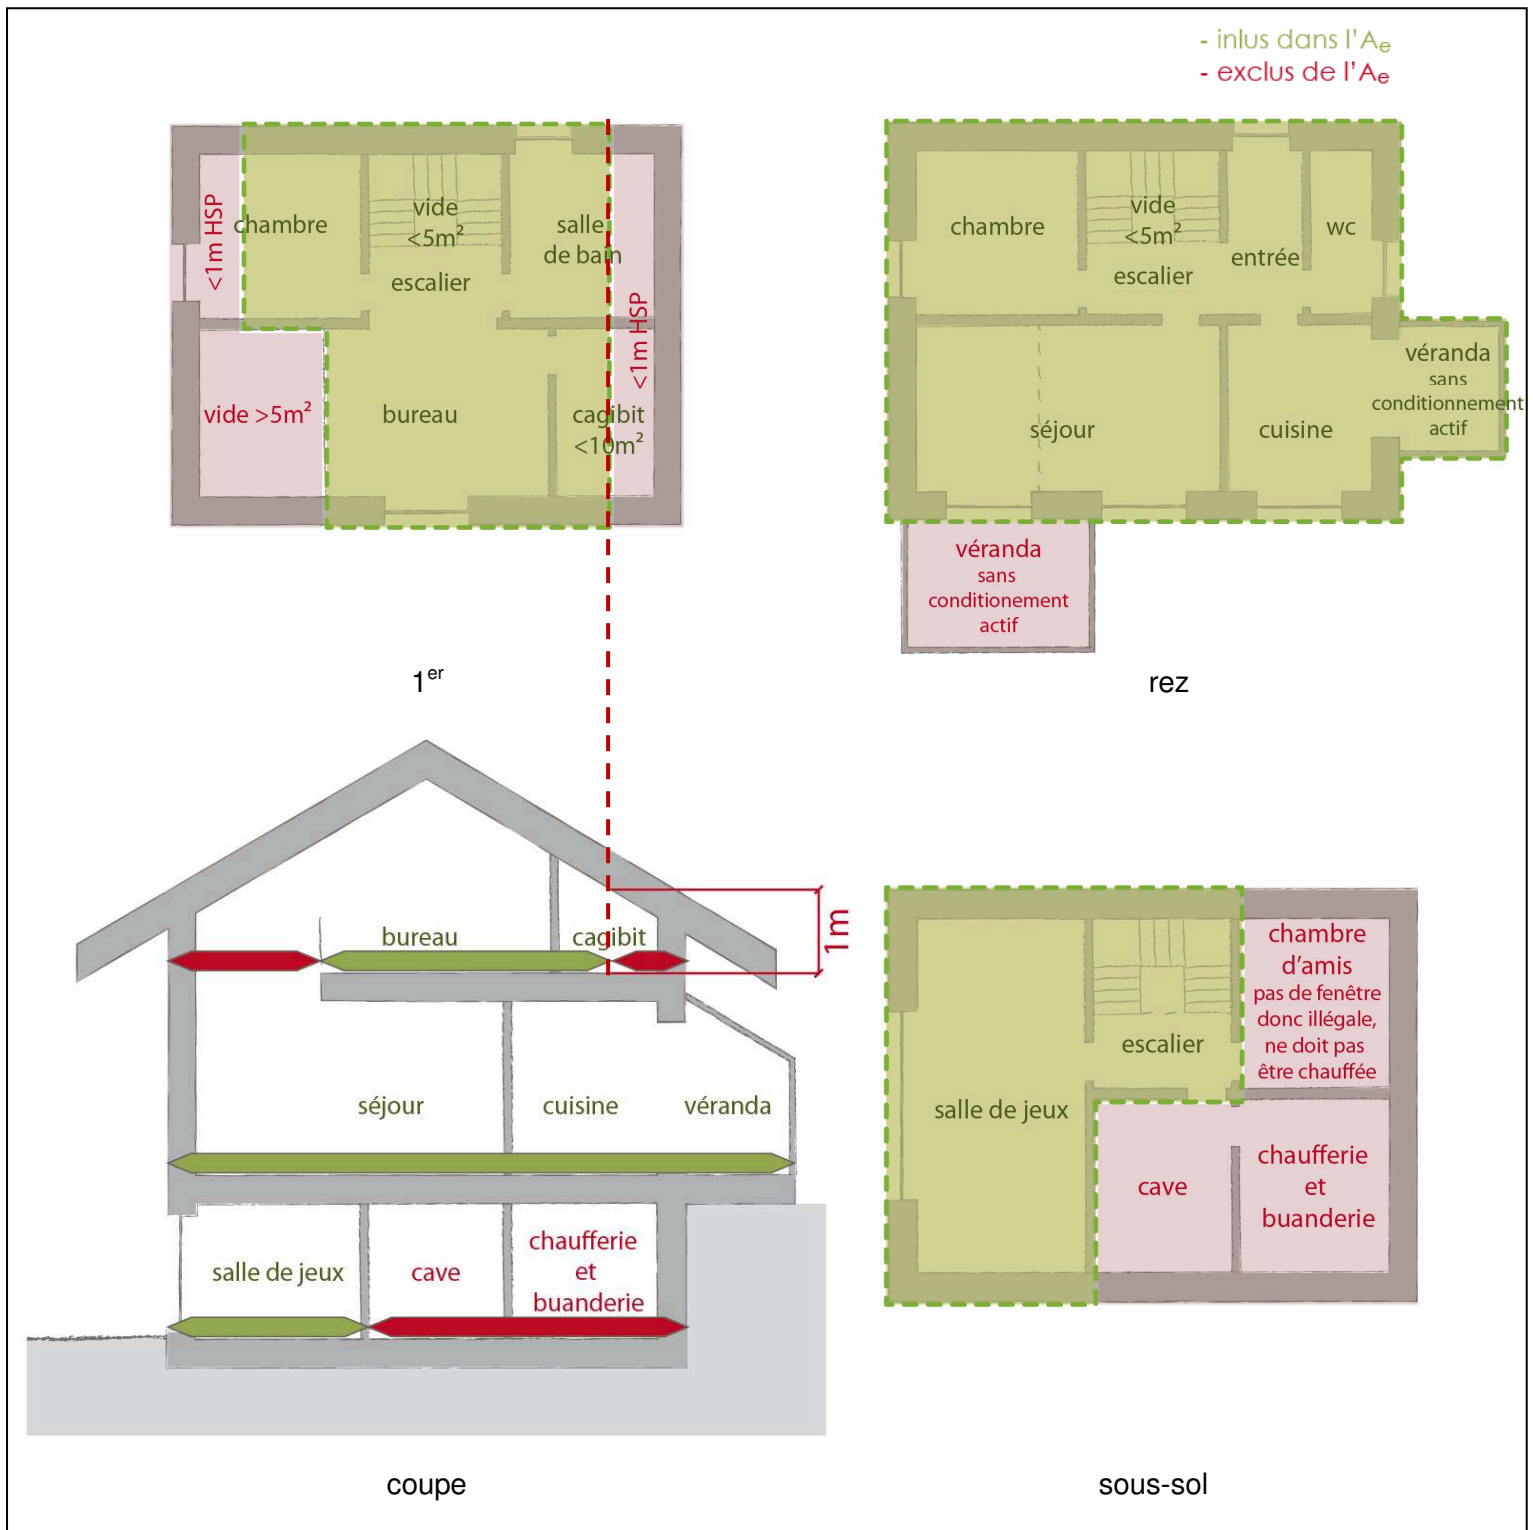 - inlus dans l'Ae
- exclus de l'Ae
<1m HSP
chambre
vide
<5m²
escalier
salle
de bain
<1m HSP
vide >5m²
bureau
cagibit
<10m²
1er
chambre
vide
<5m²
escalier
entrée
wc
séjour
cuisine
véranda
sans
conditionnement
actif
véranda
sans
conditionement
actif
rez
bureau
cagibit
1m
séjour
cuisine
véranda
salle de jeux
cave
chaufferie
et
buanderie
coupe
salle de jeux
escalier
chambre
d'amis
pas de fenêtre
donc illégale,
ne doit pas
être chauffée
cave
chaufferie
et
buanderie
sous-sol